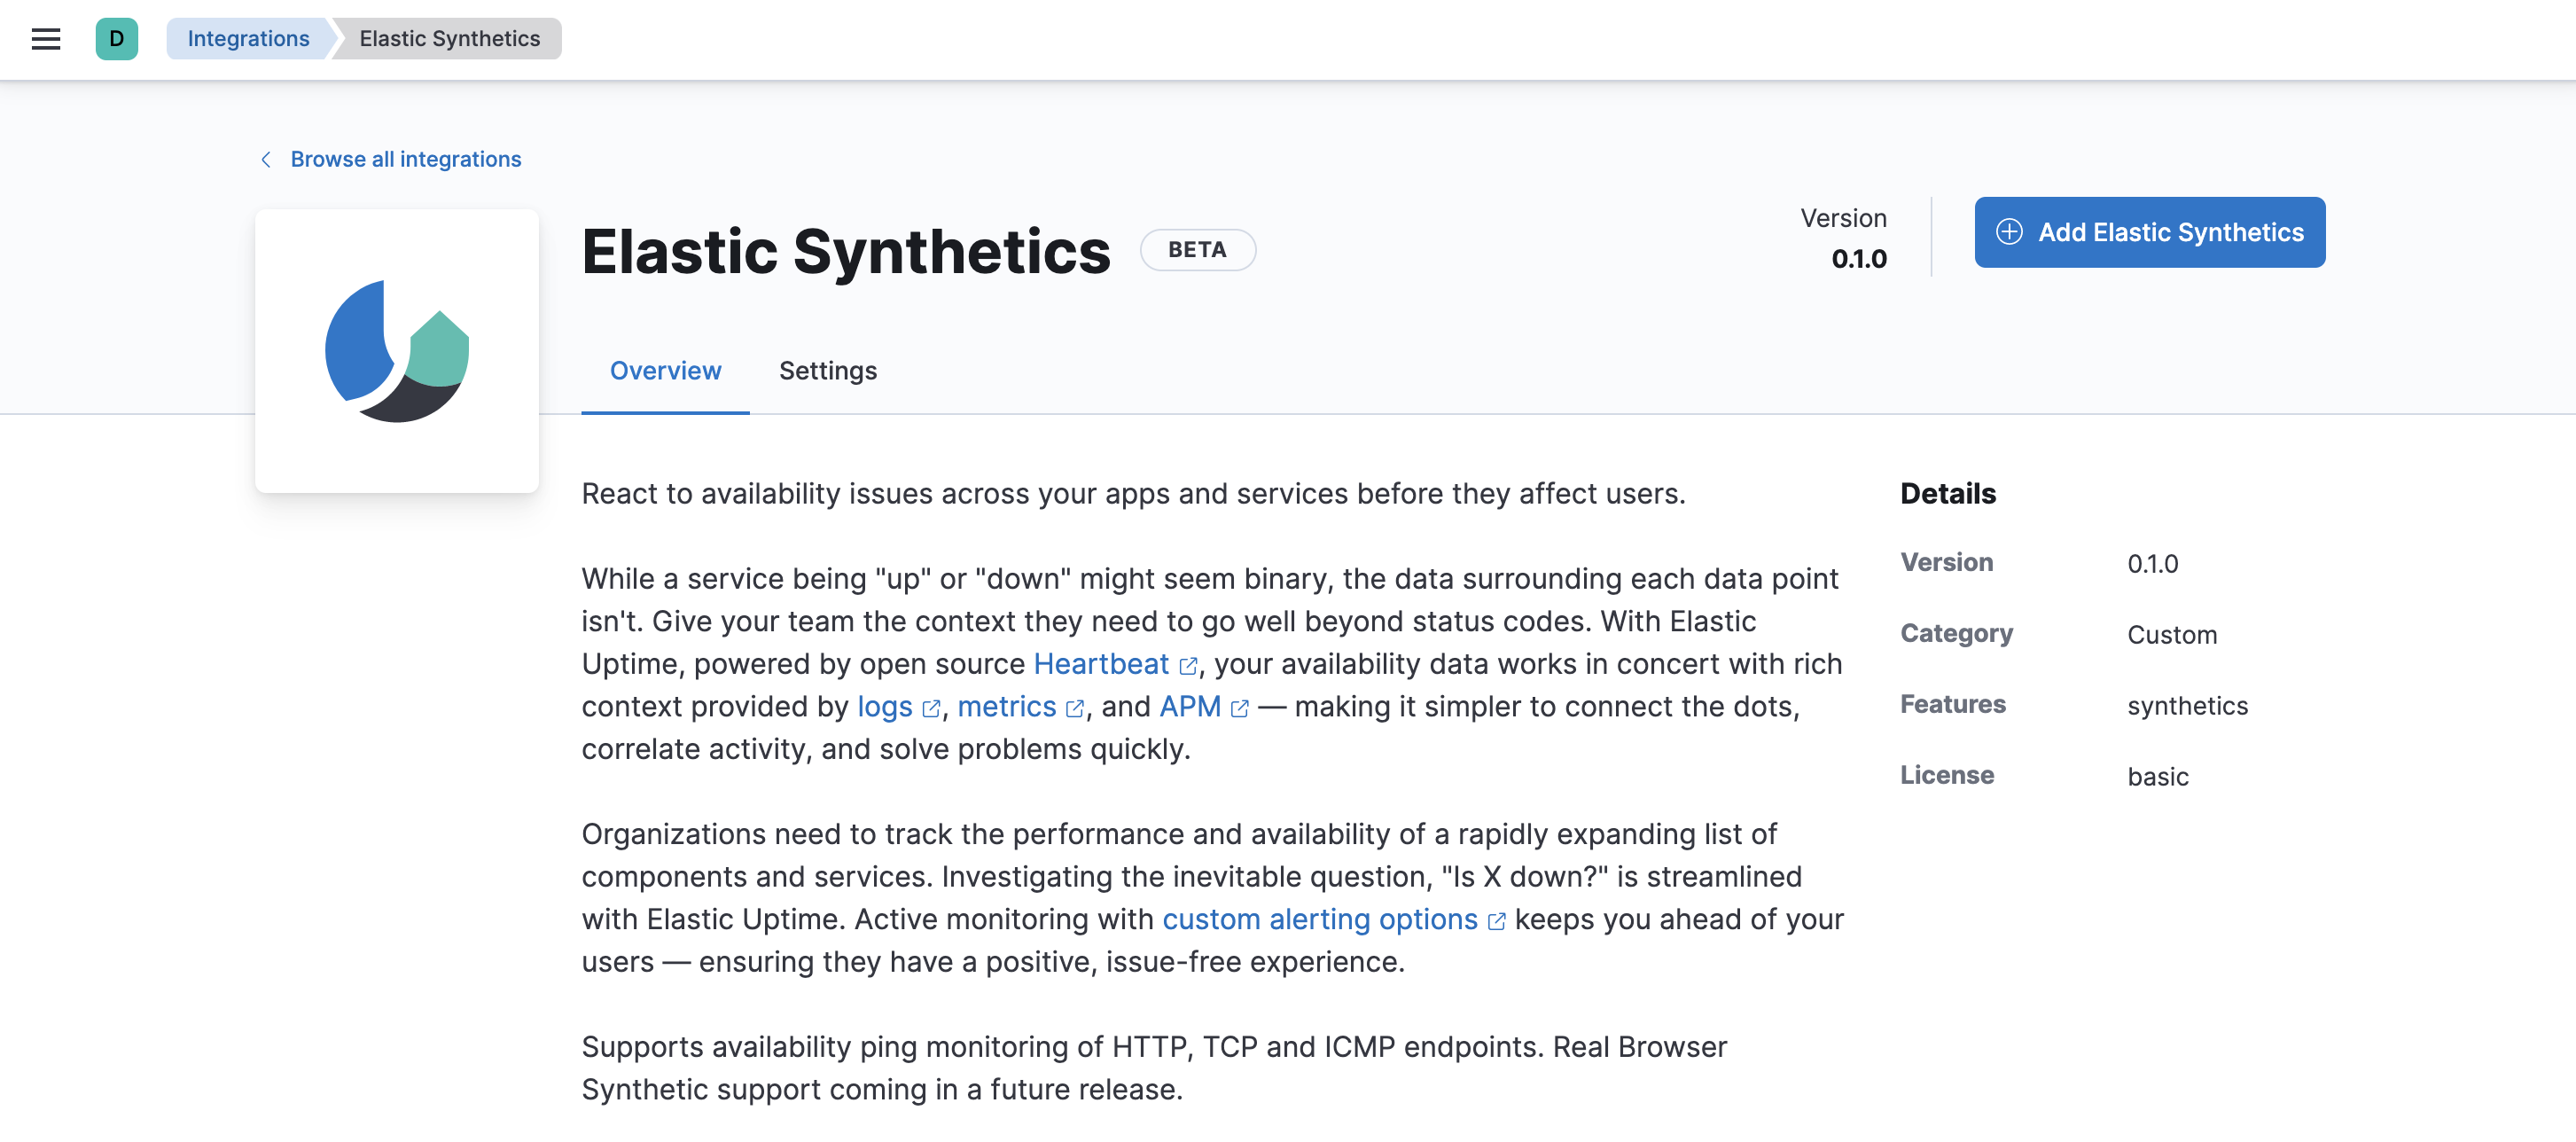 D
Integrations
Elastic Synthetics
Browse all integrations
Elastic Synthetics
BETA
Version
0.1.0
Add Elastic Synthetics
Overview
Settings
React to availability issues across your apps and services before they affect users.
While a service being "up" or "down" might seem binary, the data surrounding each data point
isn't. Give your team the context they need to go well beyond status codes. With Elastic
Uptime, powered by open source Heartbeat, your availability data works in concert with rich
context provided by logs, metrics, and APM — making it simpler to connect the dots,
correlate activity, and solve problems quickly.
Organizations need to track the performance and availability of a rapidly expanding list of
components and services. Investigating the inevitable question, "Is X down?" is streamlined
with Elastic Uptime. Active monitoring with custom alerting options keeps you ahead of your
users — ensuring they have a positive, issue-free experience.
Supports availability ping monitoring of HTTP, TCP and ICMP endpoints. Real Browser
Synthetic support coming in a future release.
Details
Version 0.1.0
Category Custom
Features synthetics
License basic